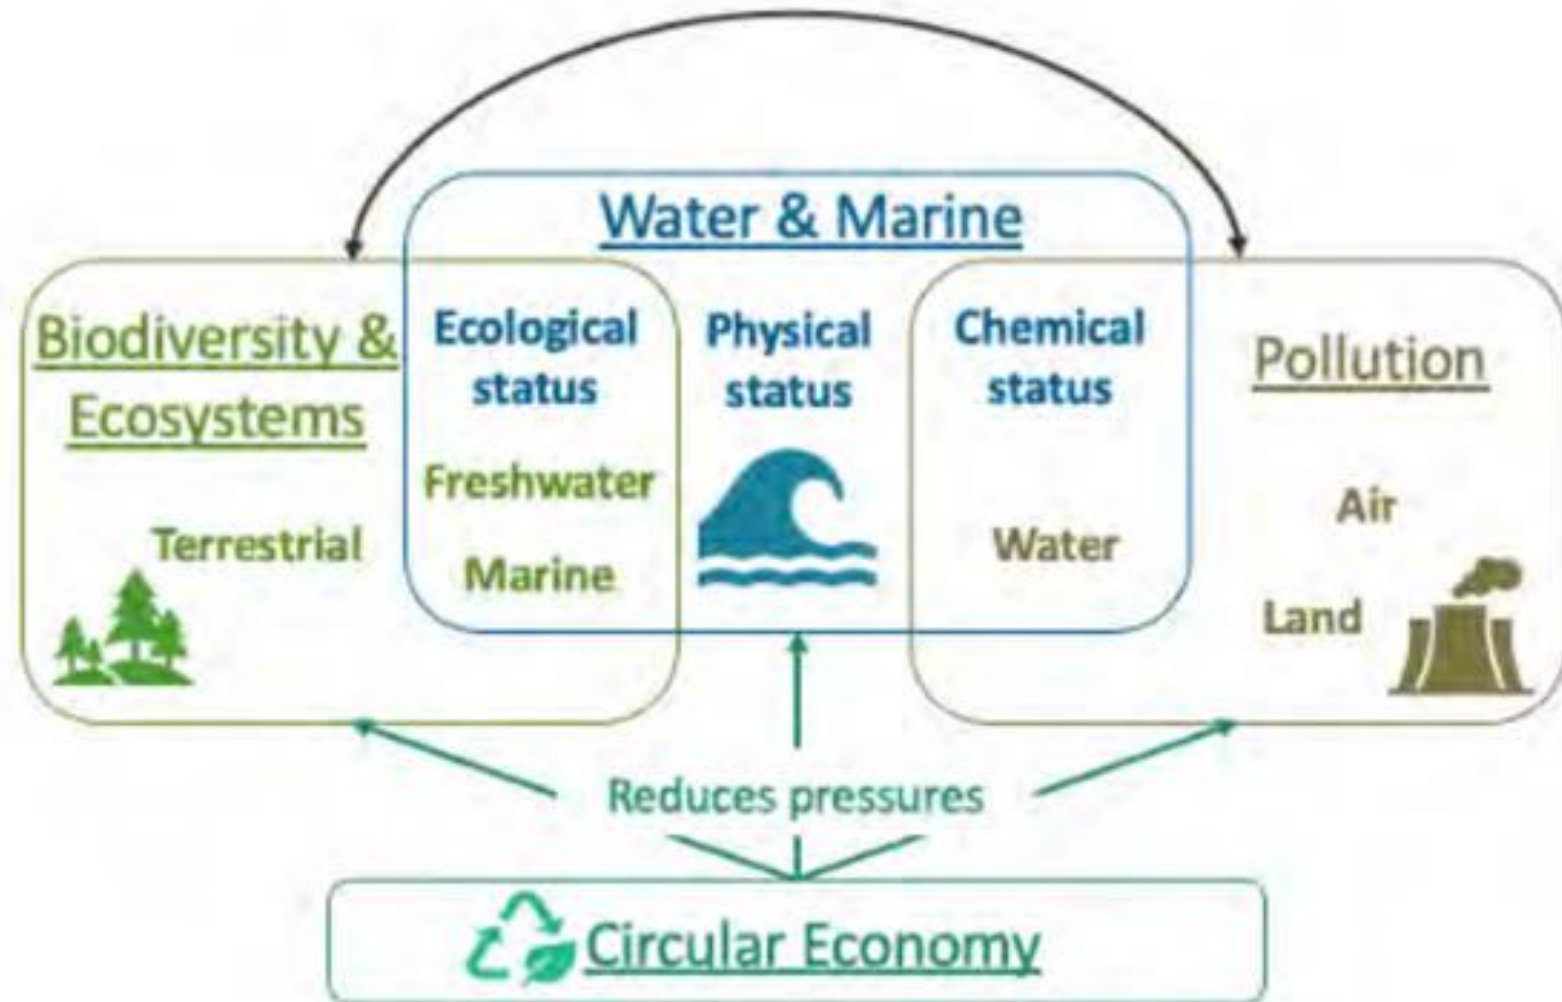 Water & Marine
Biodiversity &
Ecosystems
Terrestrial
Ecological
status
Freshwater
Marine
Physical
status
Chemical
status
Water
Pollution
Air
Land
Reduces pressures
Circular Economy